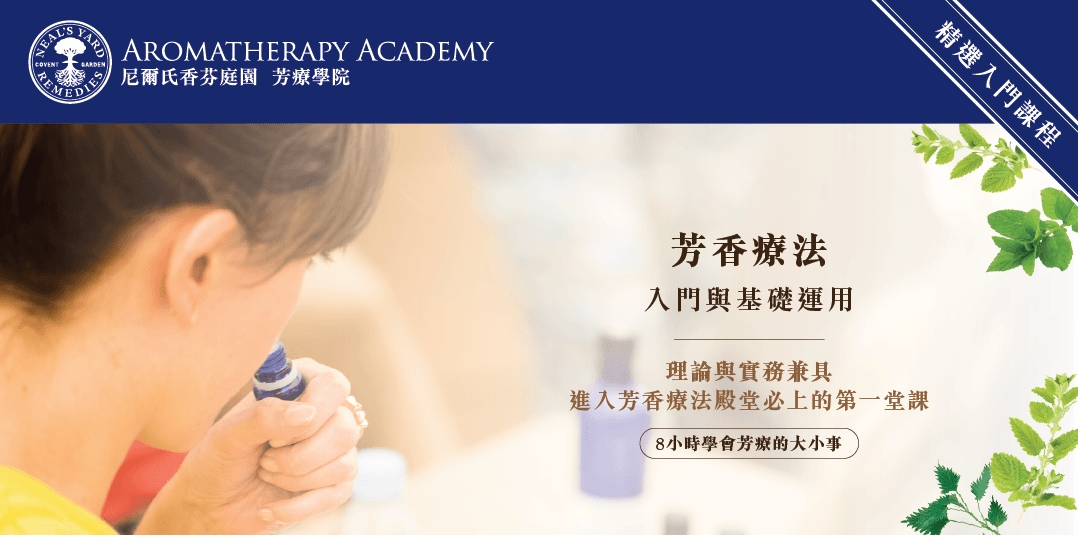 NEAL'S YARD
COVENT GARDEN
REMEDIES
AROMATHERAPY ACADEMY
尼爾氏香芬庭園 芳療學院
精選入門課程
芳香療法
入門與基礎運用
理論與實務兼具
進入芳香療法殿堂必上的第一堂課
8小時學會芳療的大小事